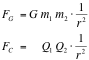 F_G = G m_1 m_2 · 1/r^2
F_C = Q_1 Q_2 · 1/r^2